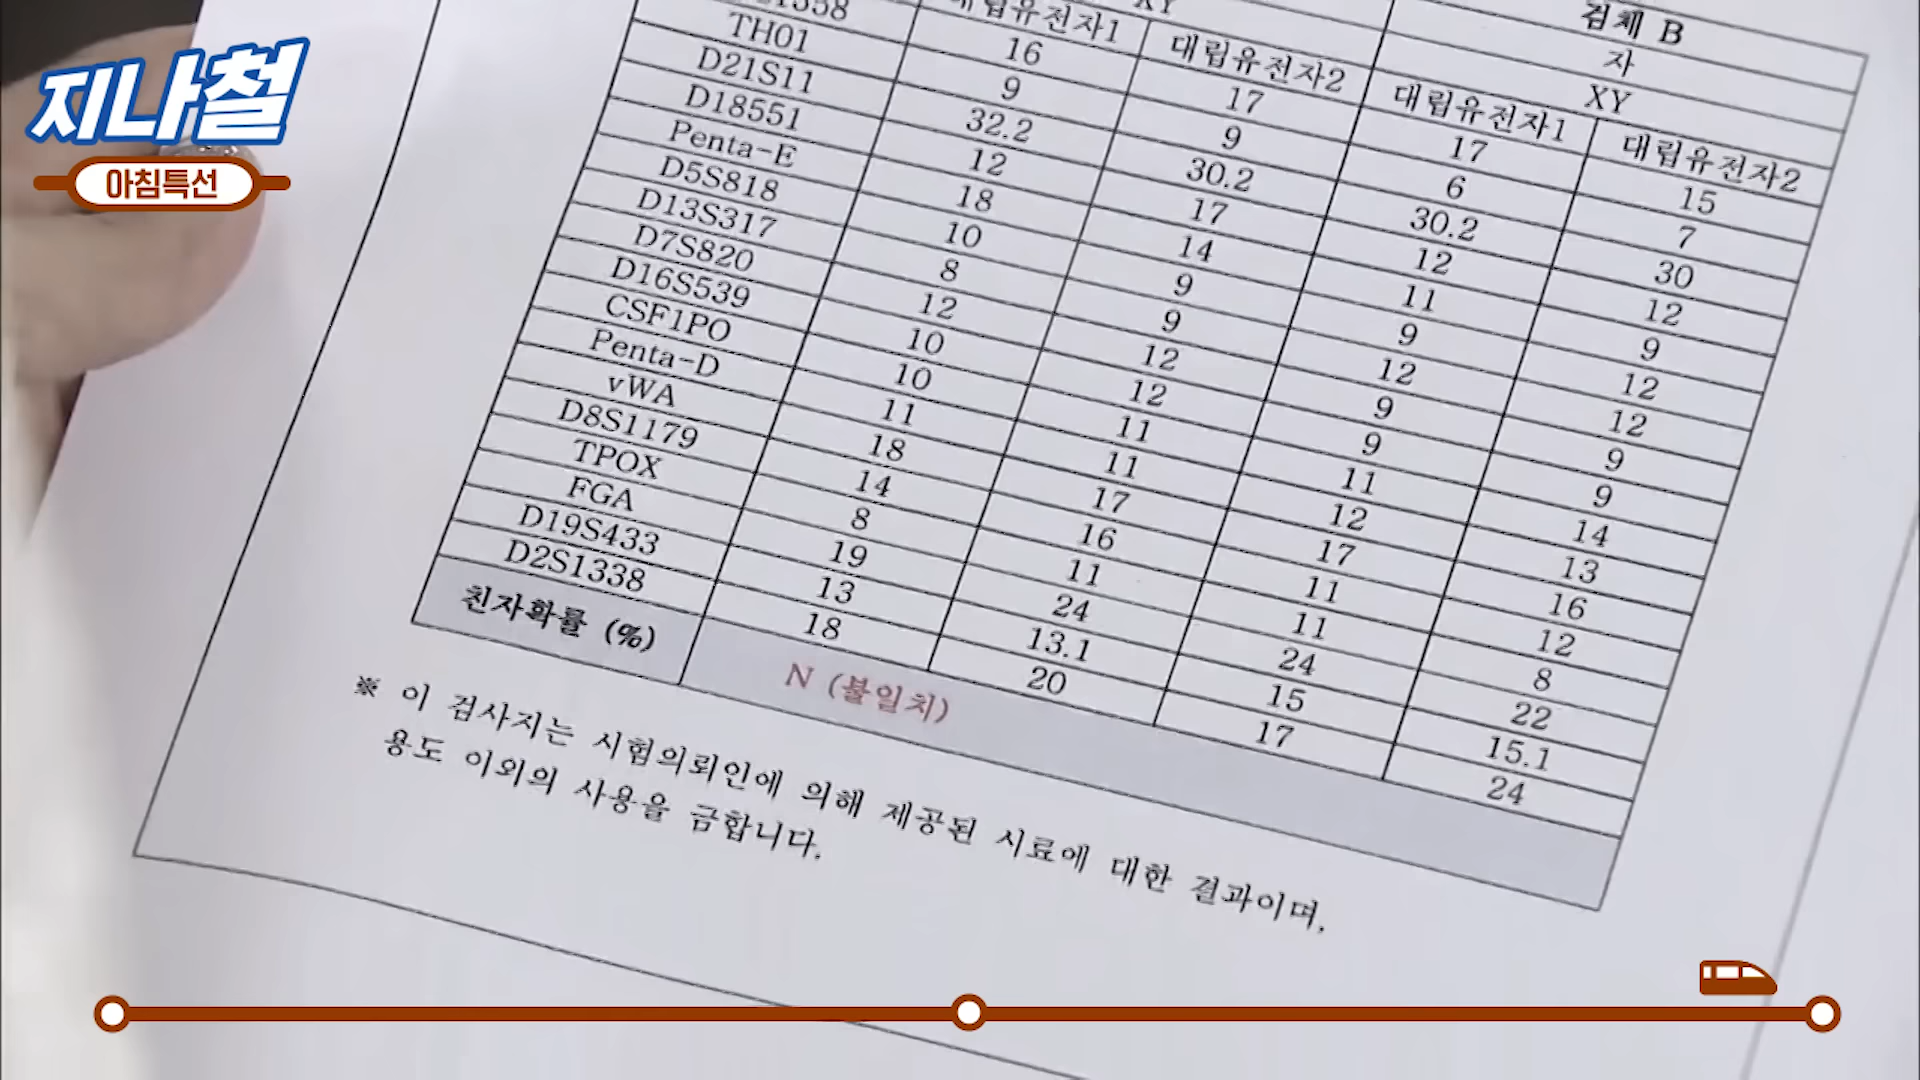 지나철
아침특선
XY 검체 B
자
XY
대립유전자1 대립유전자2 대립유전자1 대립유전자2
1358 16 17 17 15
TH01 9 9 6 7
D21S11 32.2 30.2 30.2 30
D18551 12 17 12 12
Penta-E 18 14 11 9
D5S818 10 9 9 12
D13S317 8 9 12 12
D7S820 12 12 9 9
D16S539 10 12 9 9
CSF1PO 10 11 11 14
Penta-D 11 11 12 13
vWA 18 17 17 16
D8S1179 14 16 11 12
TPOX 8 11 11 8
FGA 19 24 24 22
D19S433 13 13.1 15 15.1
D2S1338 18 20 17 24
친자확률 (%) N (불일치)
※ 이 검사지는 시험의뢰인에 의해 제공된 시료에 대한 결과이며,
용도 이외의 사용을 금합니다.